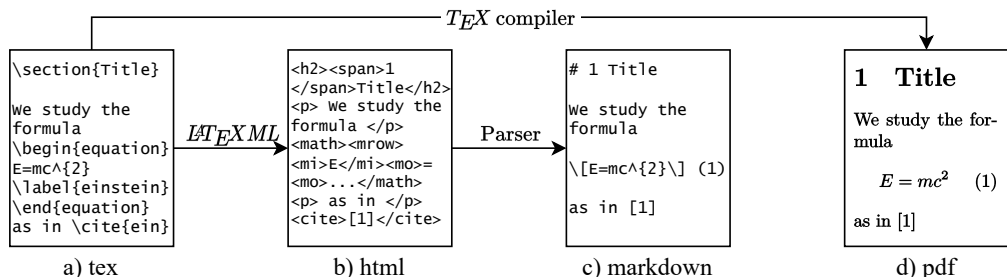 TEX compiler
\section{Title}
We study the
formula
\begin{equation}
E=mc^{2}
\label{einstein}
\end{equation}
as in \cite{ein}
a) tex
LATEXML
<h2><span>1
</span>Title</h2>
<p> We study the
formula </p>
<math><mrow>
<mi>E</mi><mo>=
<mo>...</math>
<p> as in </p>
<cite>[1]</cite>
b) html
Parser
# 1 Title
We study the
formula
\[E=mc^{2}\] (1)
as in [1]
c) markdown
1 Title
We study the for-
mula
E = mc² (1)
as in [1]
d) pdf